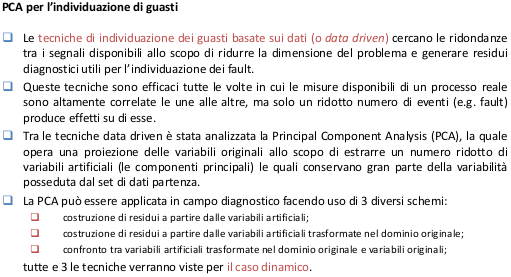 PCA per l'individuazione di guasti
❑ Le tecniche di individuazione dei guasti basate sui dati (o data driven) cercano le ridondanze
tra i segnali disponibili allo scopo di ridurre la dimensione del problema e generare residui
diagnostici utili per l'individuazione dei fault.
❑ Queste tecniche sono efficaci tutte le volte in cui le misure disponibili di un processo reale
sono altamente correlate le une alle altre, ma solo un ridotto numero di eventi (e.g. fault)
produce effetti su di esse.
❑ Tra le tecniche data driven è stata analizzata la Principal Component Analysis (PCA), la quale
opera una proiezione delle variabili originali allo scopo di estrarre un numero ridotto di
variabili artificiali (le componenti principali) le quali conservano gran parte della variabilità
posseduta dal set di dati partenza.
❑ La PCA può essere applicata in campo diagnostico facendo uso di 3 diversi schemi:
❑ costruzione di residui a partire dalle variabili artificiali;
❑ costruzione di residui a partire dalle variabili artificiali trasformate nel dominio originale;
❑ confronto tra variabili artificiali trasformate nel dominio originale e variabili originali;
tutte e 3 le tecniche verranno viste per il caso dinamico.